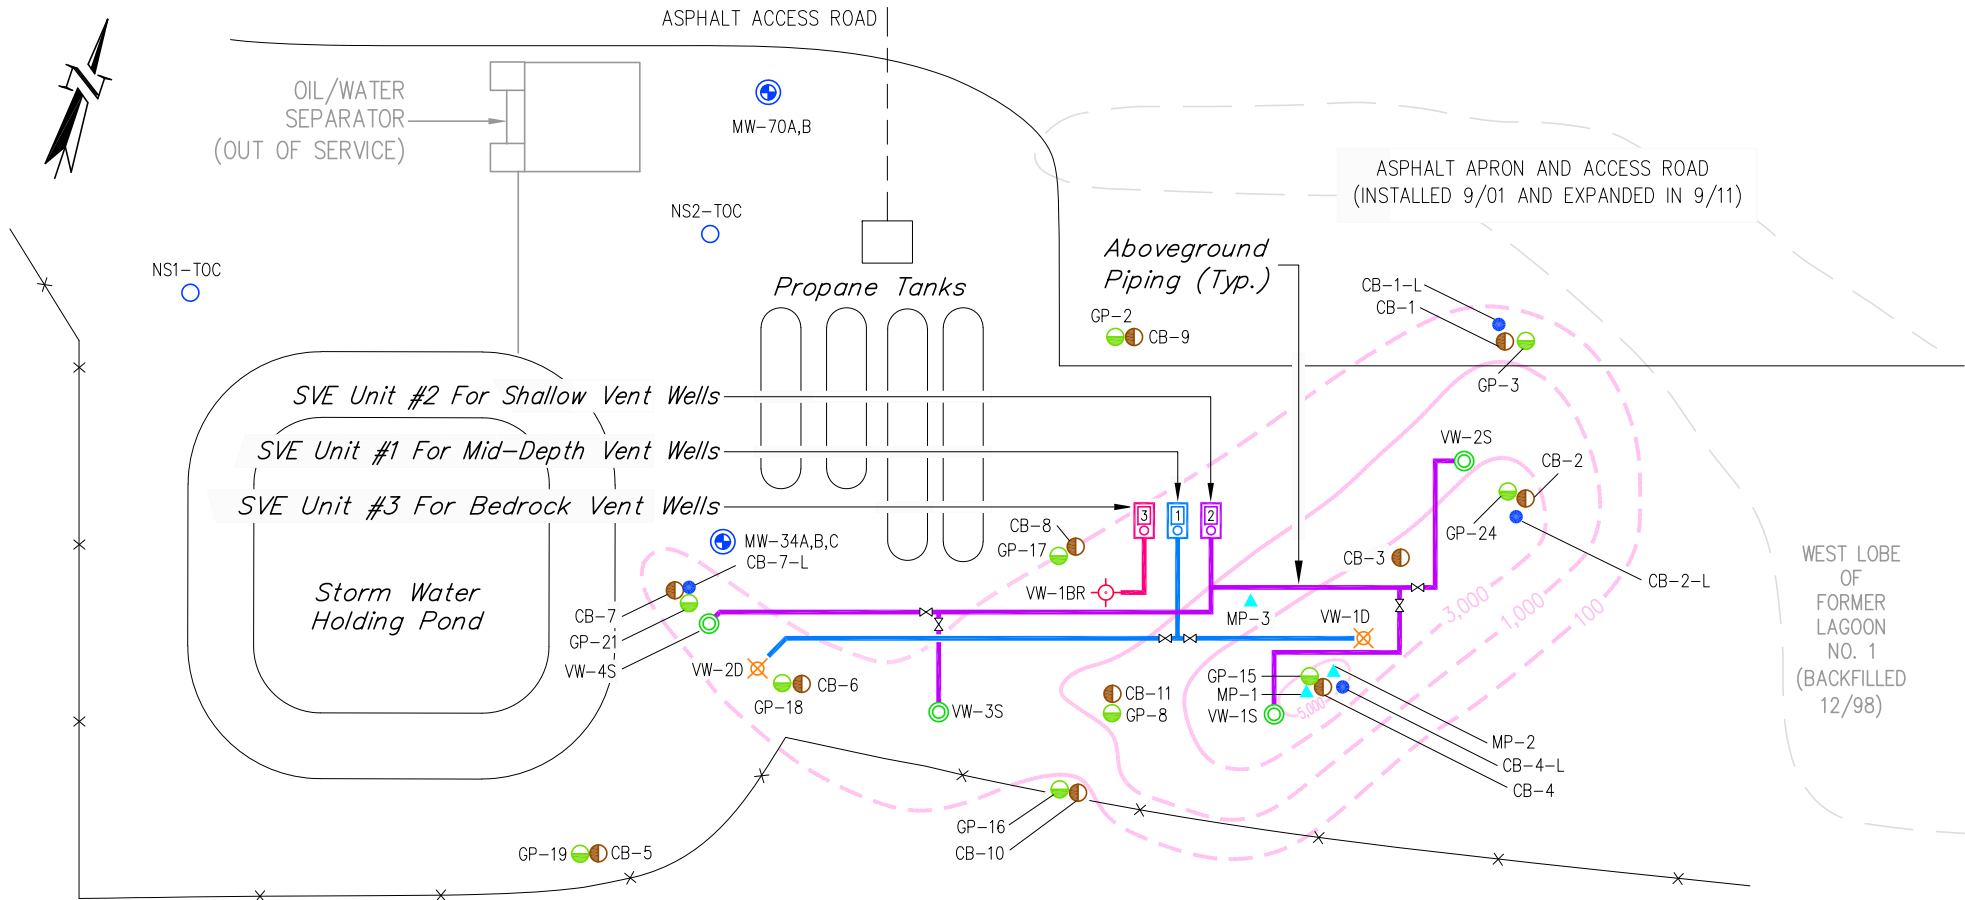 ASPHALT ACCESS ROAD
N
OIL/WATER
SEPARATOR
(OUT OF SERVICE)
MW-70A,B
ASPHALT APRON AND ACCESS ROAD
(INSTALLED 9/01 AND EXPANDED IN 9/11)
NS2-TOC
NS1-TOC
Aboveground
Piping (Typ.)
Propane Tanks
CB-1-L
CB-1
GP-2
CB-9
GP-3
SVE Unit #2 For Shallow Vent Wells
SVE Unit #1 For Mid-Depth Vent Wells
SVE Unit #3 For Bedrock Vent Wells
VW-2S
CB-2
GP-24
3
1
2
CB-8
GP-17
MW-34A,B,C
CB-7-L
CB-3
CB-2-L
WEST LOBE
OF
FORMER
LAGOON
NO. 1
(BACKFILLED
12/98)
Storm Water
Holding Pond
VW-1BR
3,000
1,000
100
CB-7
GP-21
VW-4S
MP-3
VW-1D
VW-2D
CB-6
GP-18
VW-3S
CB-11
GP-8
GP-15
MP-1
VW-1S
5,000
MP-2
CB-4-L
CB-4
GP-16
CB-10
GP-19
CB-5